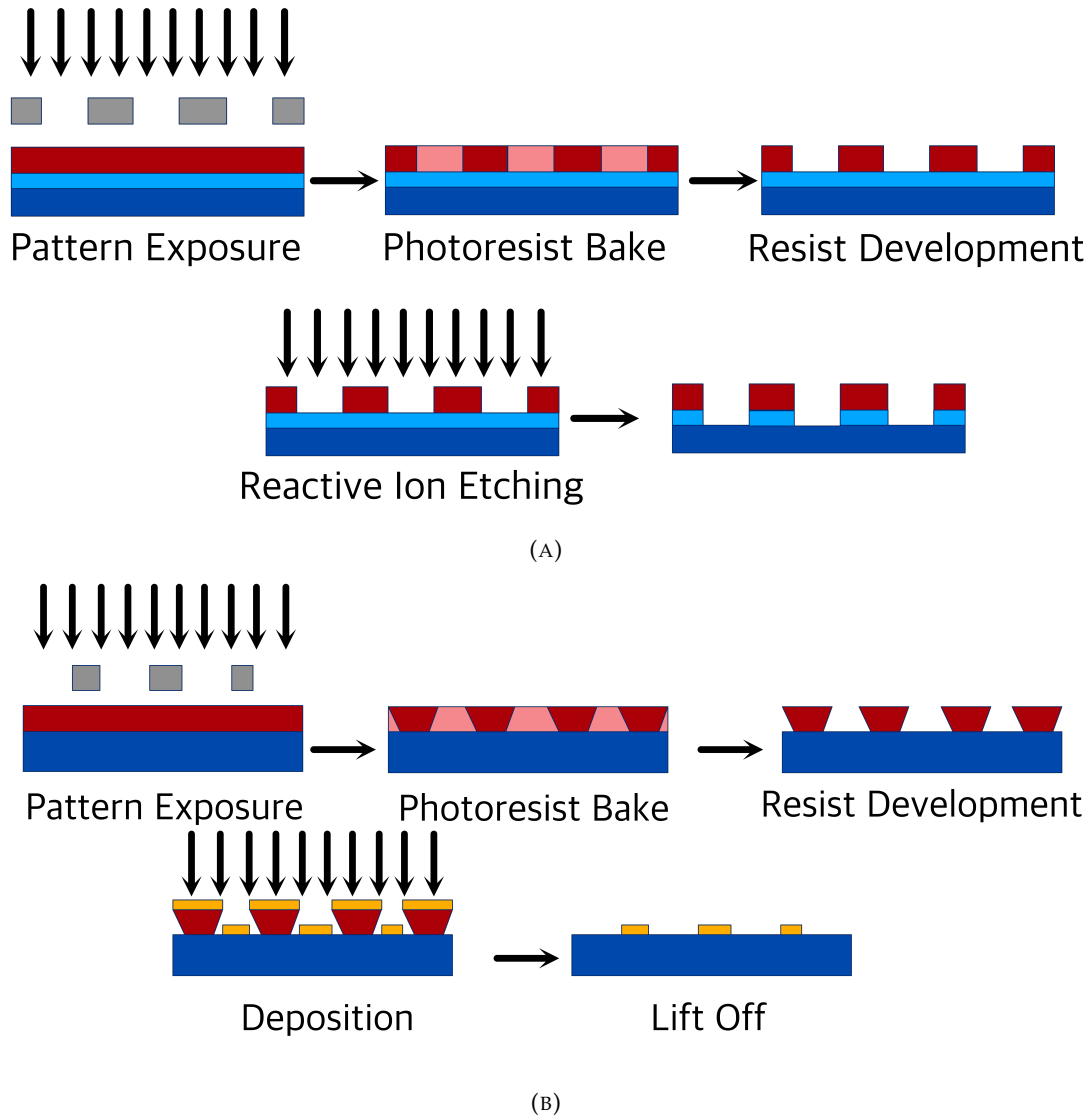 Pattern Exposure
Photoresist Bake
Resist Development
Reactive Ion Etching
(A)
Pattern Exposure
Photoresist Bake
Resist Development
Deposition
Lift Off
(B)